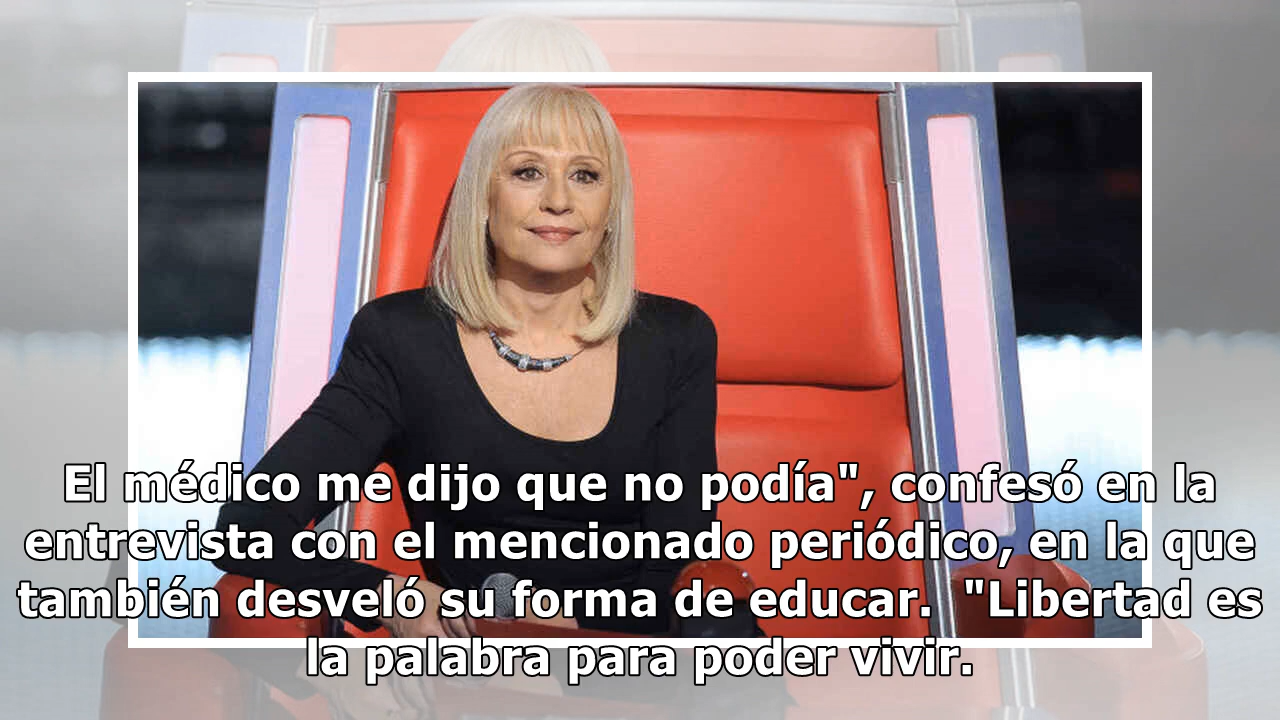 El médico me dijo que no podía", confesó en la
entrevista con el mencionado periódico, en la que
también desveló su forma de educar.  "Libertad es
la palabra para poder vivir.